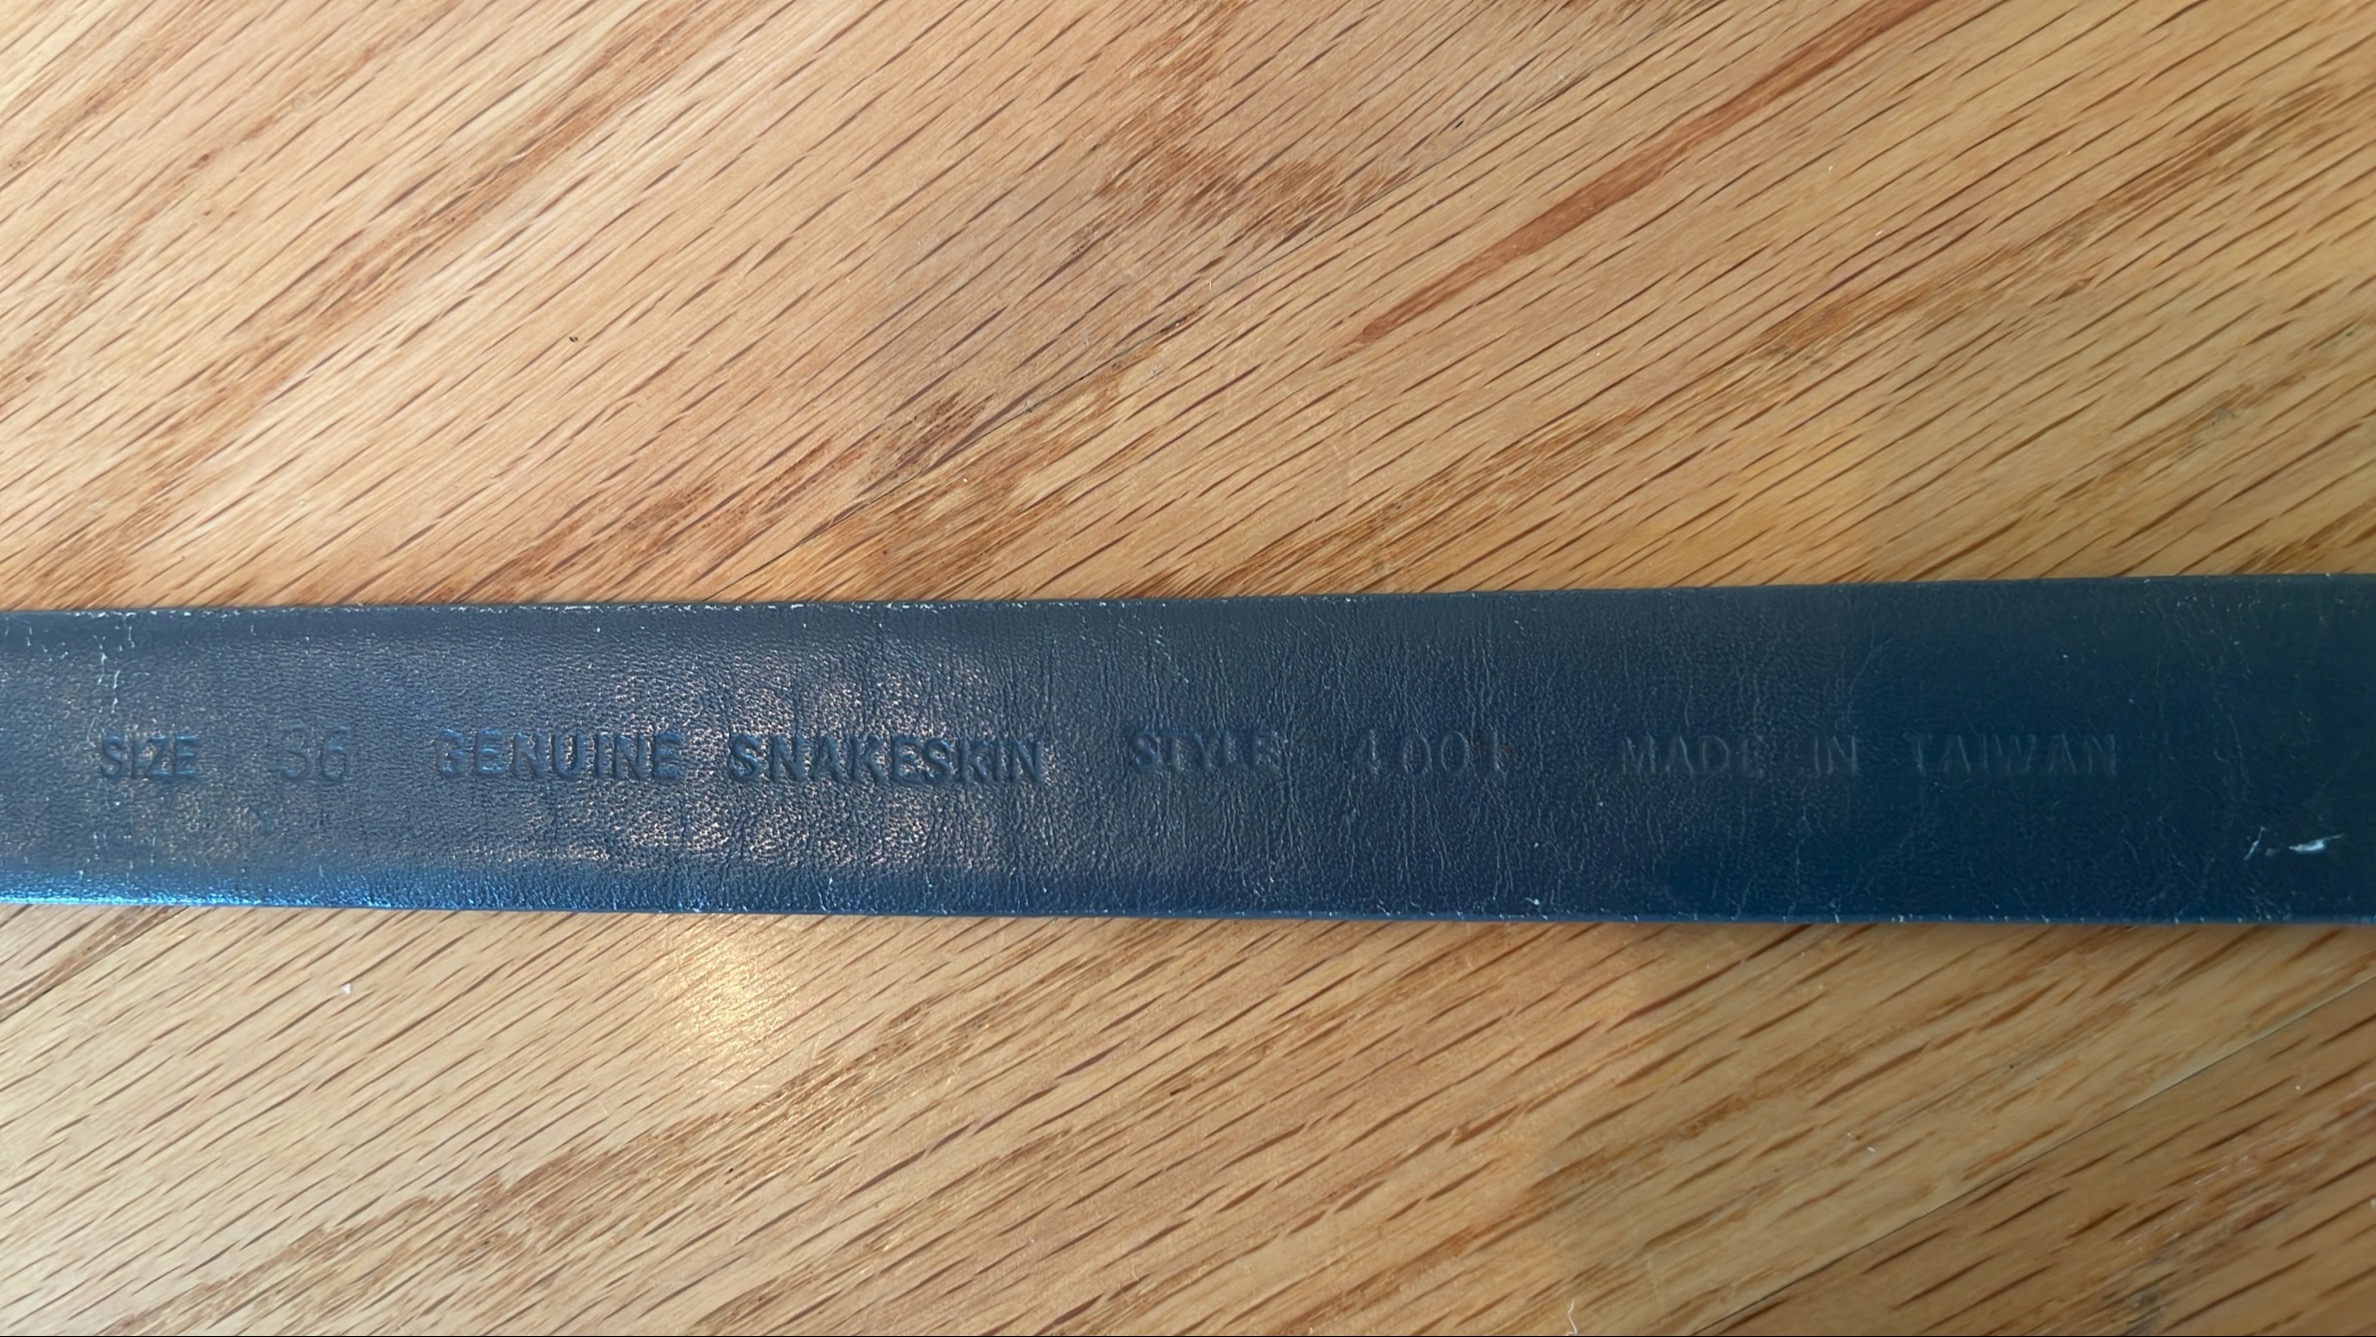 SIZE 36 GENUINE SNAKESKIN STYLE 4001 MADE IN TAIWAN